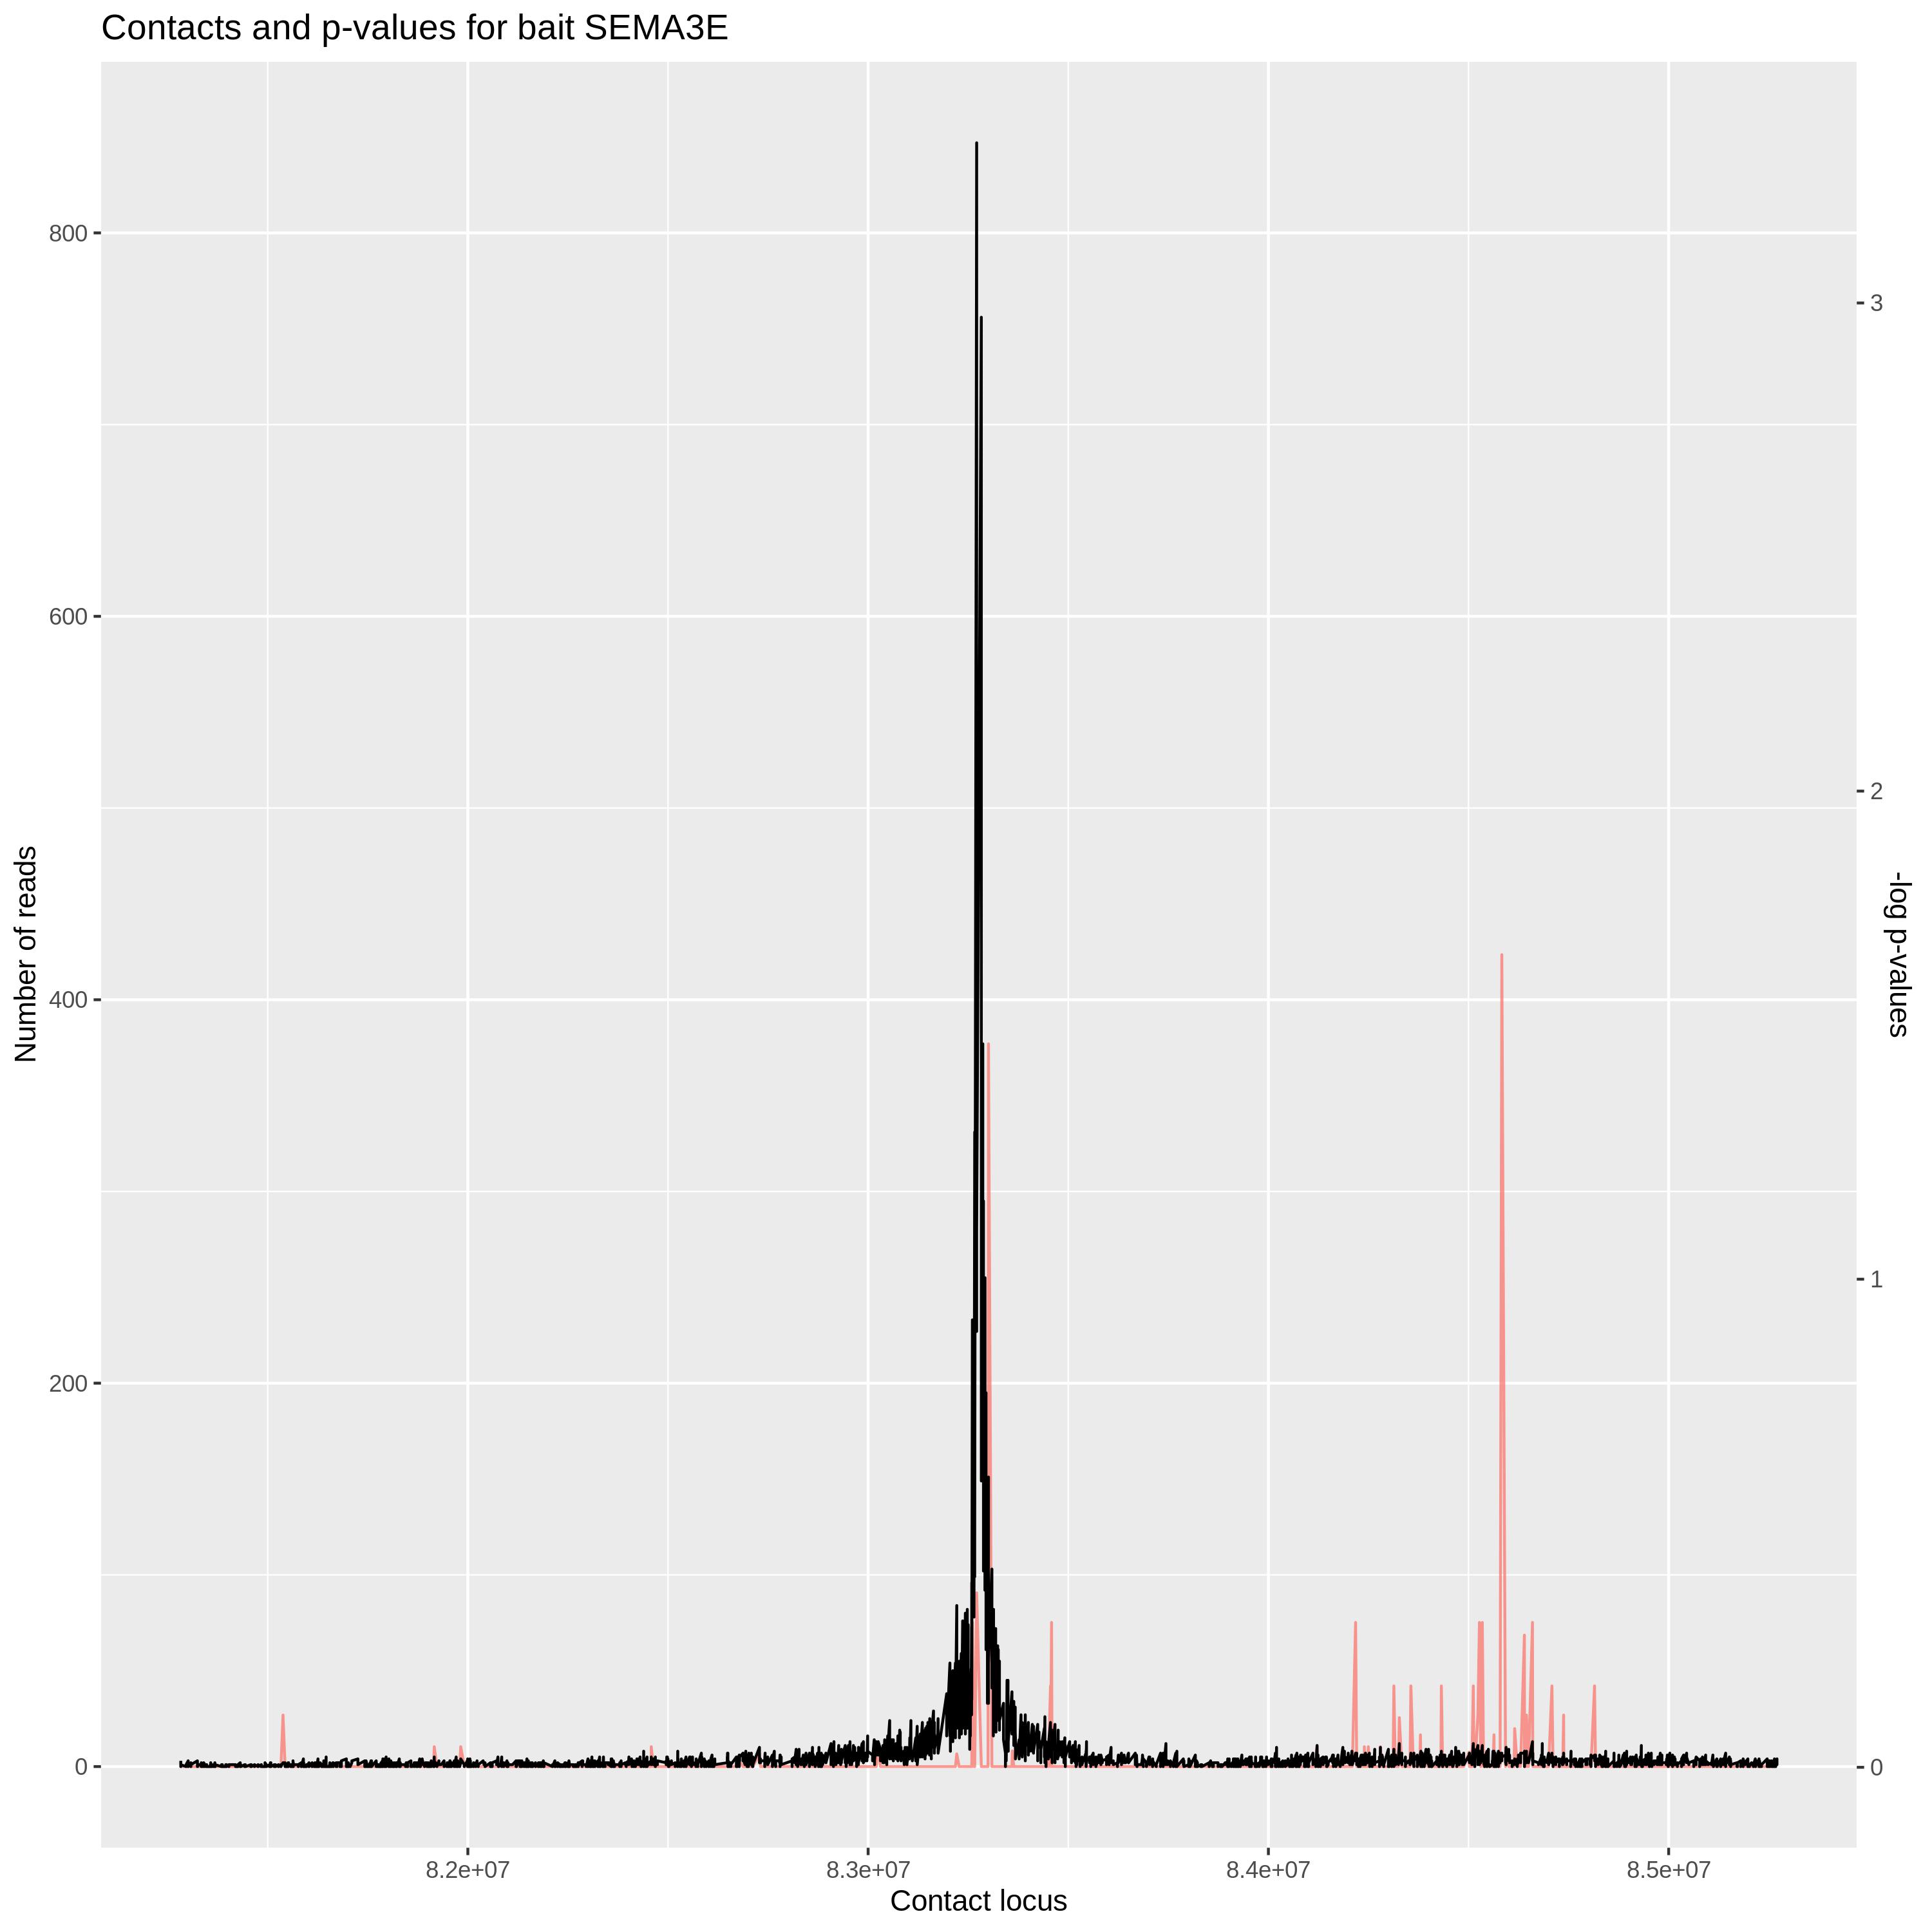 Contacts and p-values for bait SEMA3E
800
600
400
200
0
Number of reads
3
2
1
0
-log p-values
8.2e+07
8.3e+07
8.4e+07
8.5e+07
Contact locus